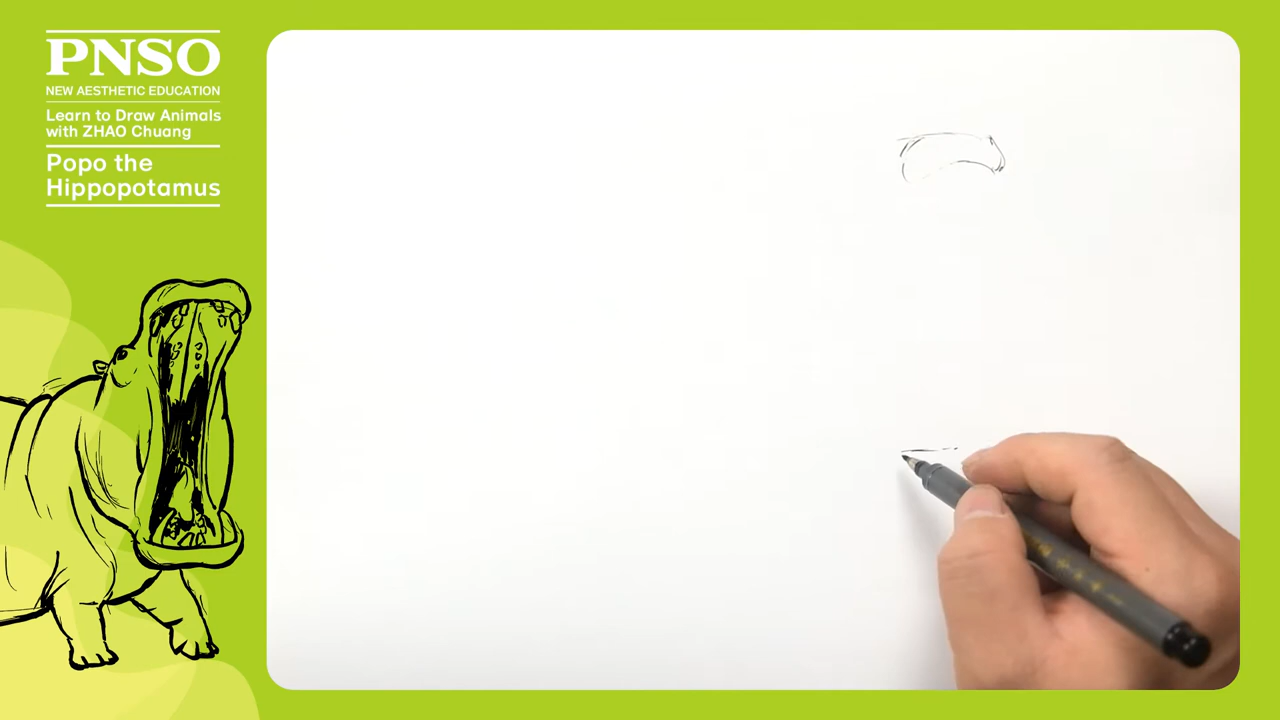 PNSO
NEW AESTHETIC EDUCATION
Learn to Draw Animals
with ZHAO Chuang
Popo the
Hippopotamus